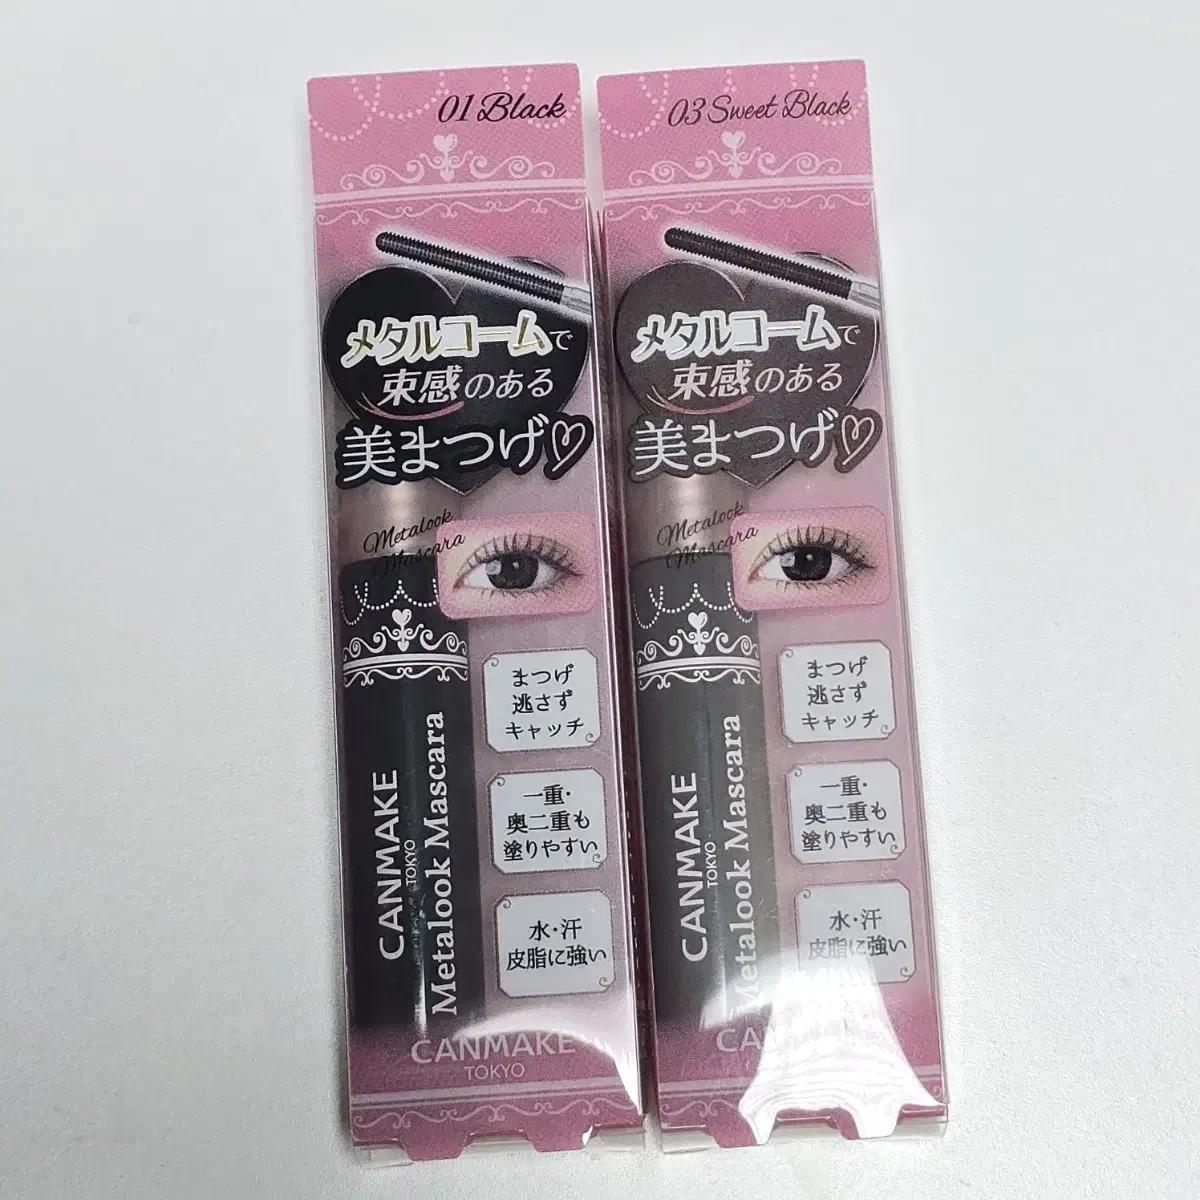 01 Black
メタルコームで
束感のある
美まつげ♡
Metalook
Mascara
まつげ
逃さず
キャッチ
一重・
奥二重も
塗りやすい
水・汗
皮脂に強い
CANMAKE
TOKYO
Metalook Mascara
CANMAKE
TOKYO
03 Sweet Black
メタルコームで
束感のある
美まつげ♡
Metalook
Mascara
まつげ
逃さず
キャッチ
一重・
奥二重も
塗りやすい
水・汗
皮脂に強い
CANMAKE
TOKYO
Metalook Mascara